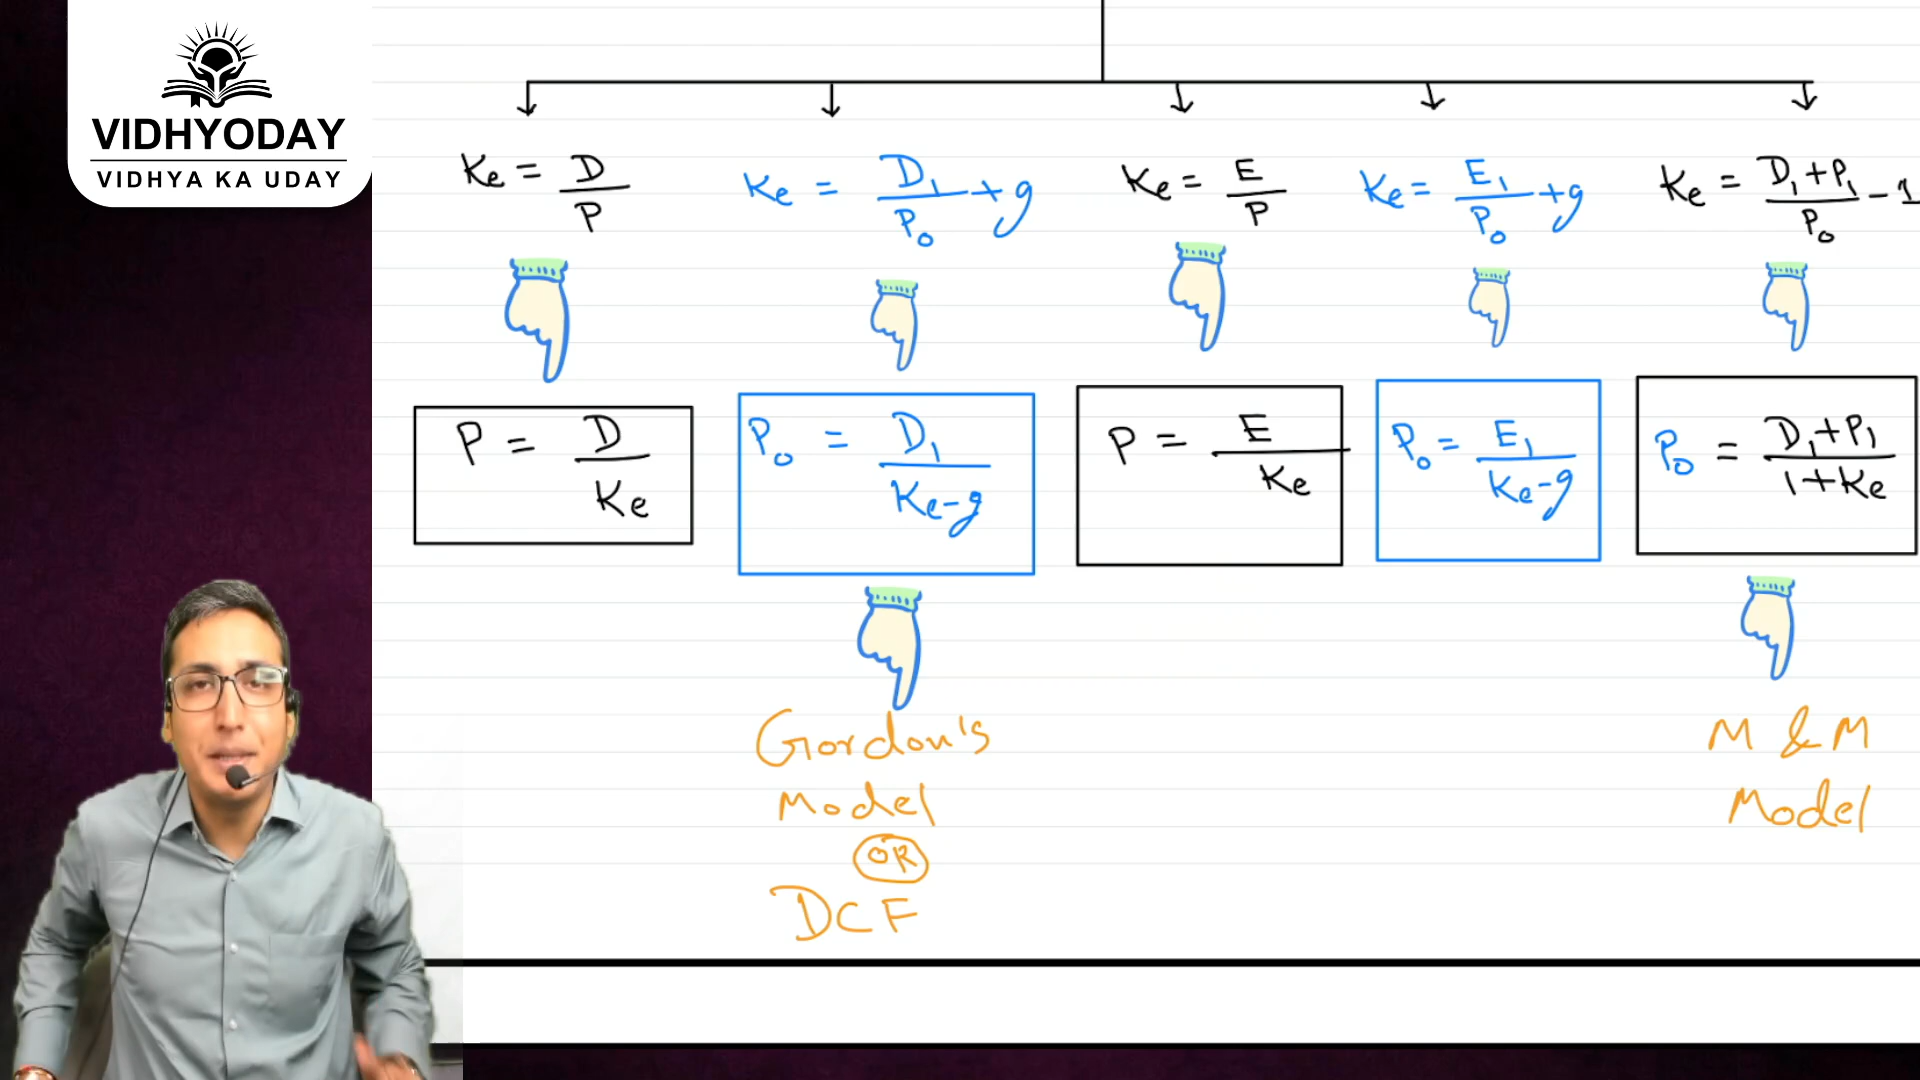 VIDHYODAY
VIDHYA KA UDAY
Ke = D/P
Ke = D₁/P₀ + g
Ke = E/P
Ke = E₁/P₀ + g
Ke = D₁+P₁/P₀ - 1
P = D/Ke
P₀ = D₁/Ke-g
P = E/Ke
P₀ = E₁/Ke-g
P₀ = D₁+P₁/1+Ke
Gordon's
Model
OR
DCF
M & M
Model